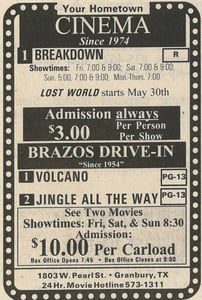 Your Hometown
CINEMA
Since 1974
1 BREAKDOWN R
Showtimes: Fri. 7:00 & 9:00; Sat. 7:00 & 9:00;
Sun. 5:00, 7:00 & 9:00; Mon.-Thurs. 7:00
LOST WORLD starts May 30th
Admission always
$3.00 Per Person
Per Show
BRAZOS DRIVE-IN
"Since 1954"
1 VOLCANO PG-13
2 JINGLE ALL THE WAY PG-13
See Two Movies
Showtimes: Fri, Sat, & Sun 8:30
Admission:
$10.00 Per Carload
Box Office Opens 7:45 • Box Office Closes at 9:00
1803 W. Pearl St. • Granbury, TX
24 Hr. Movie Hotline 573-1311